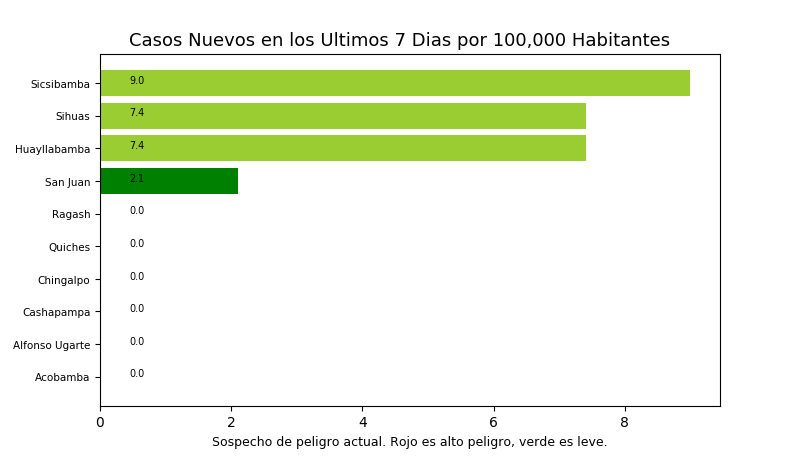 Casos Nuevos en los Ultimos 7 Dias por 100,000 Habitantes
Sicsibamba 9.0
Sihuas 7.4
Huayllabamba 7.4
San Juan 2.1
Ragash 0.0
Quiches 0.0
Chingalpo 0.0
Cashapampa 0.0
Alfonso Ugarte 0.0
Acobamba 0.0
0 2 4 6 8
Sospecho de peligro actual. Rojo es alto peligro, verde es leve.